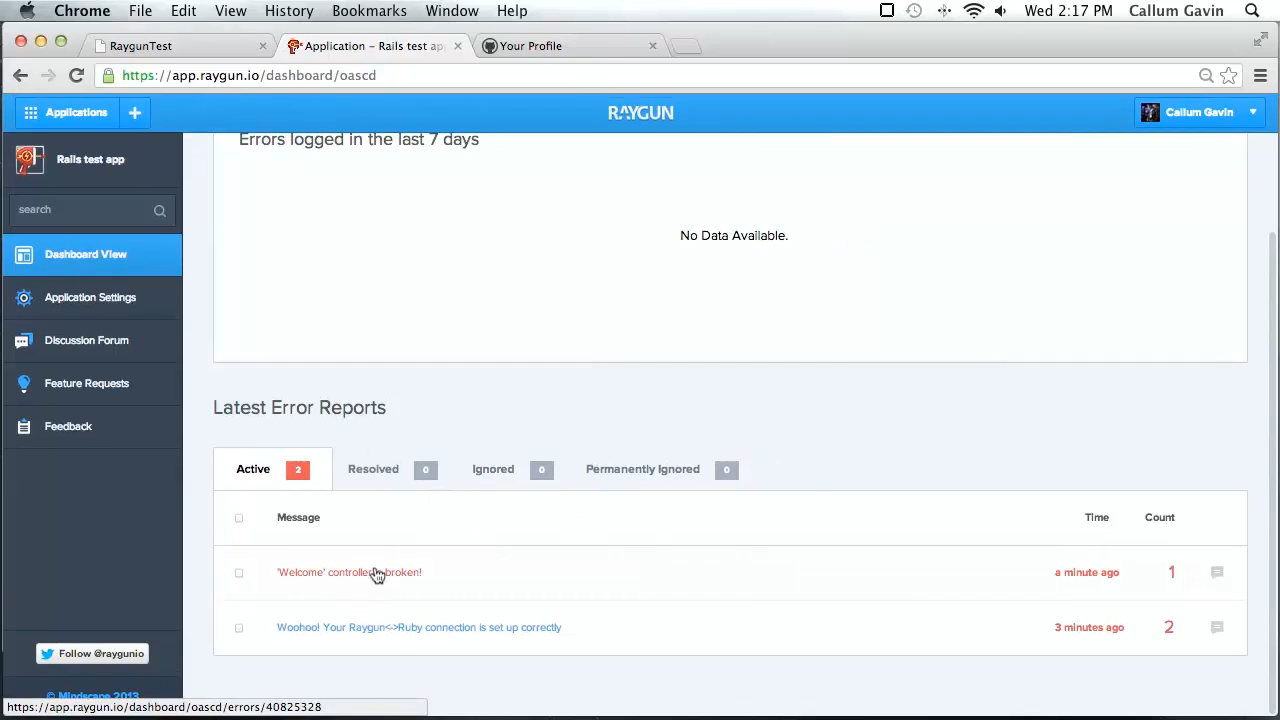 Chrome File Edit View History Bookmarks Window Help Wed 2:17 PM Callum Gavin
RaygunTest Application – Rails test ap Your Profile
https://app.raygun.io/dashboard/oascd
Applications + RAYGUN Callum Gavin
Rails test app
search
Dashboard View
Application Settings
Discussion Forum
Feature Requests
Feedback
Follow @raygunio
© Mindscape 2013
Errors logged in the last 7 days
No Data Available.
Latest Error Reports
Active 2 Resolved 0 Ignored 0 Permanently Ignored 0
Message Time Count
'Welcome' controller broken! a minute ago 1
Woohoo! Your Raygun<->Ruby connection is set up correctly 3 minutes ago 2
https://app.raygun.io/dashboard/oascd/errors/40825328